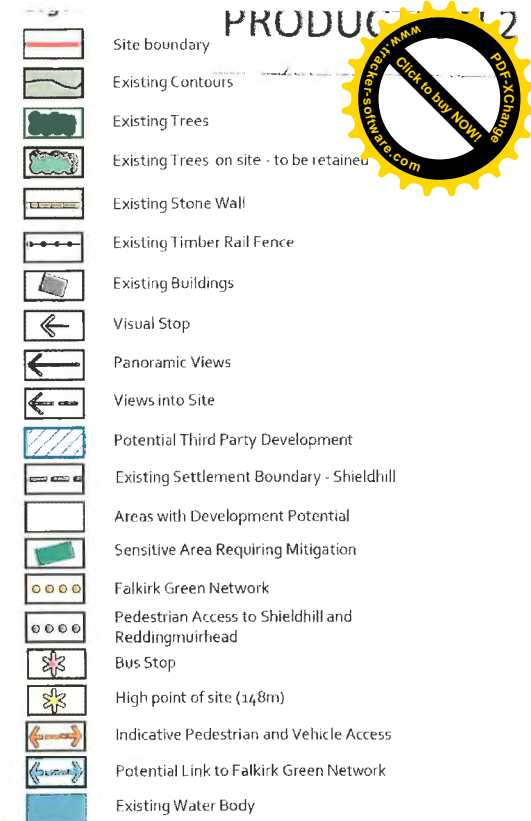 PRODUC
2
www.tracker-software.com
PDF-XChange
Click to buy NOW!
Site boundary
Existing Contours
Existing Trees
Existing Trees on site - to be retained
Existing Stone Wall
Existing Timber Rail Fence
Existing Buildings
Visual Stop
Panoramic Views
Views into Site
Potential Third Party Development
Existing Settlement Boundary - Shieldhill
Areas with Development Potential
Sensitive Area Requiring Mitigation
Falkirk Green Network
Pedestrian Access to Shieldhill and
Reddingmuirhead
Bus Stop
High point of site (148m)
Indicative Pedestrian and Vehicle Access
Potential Link to Falkirk Green Network
Existing Water Body